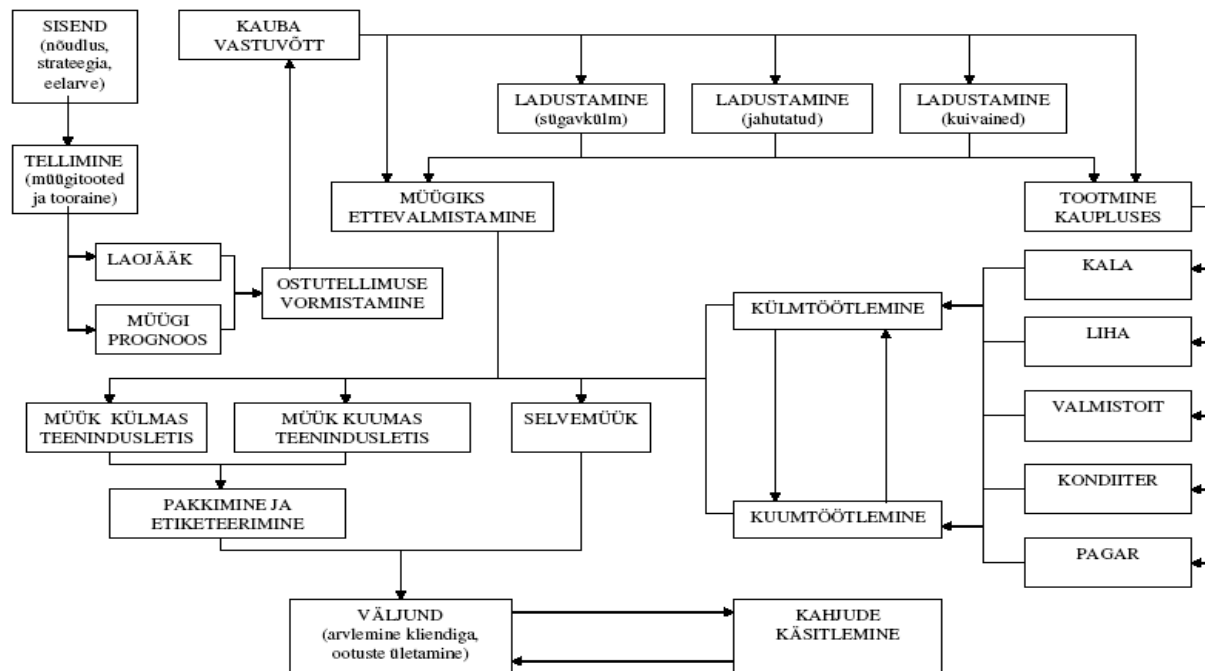 SISEND
(nõudlus,
strateegia,
eelarve)
KAUBA
VASTUVÕTT
LADUSTAMINE
(sügavkülm)
LADUSTAMINE
(jahutatud)
LADUSTAMINE
(kuivained)
TELLIMINE
(müügitooted
ja tooraine)
MÜÜGIKS
ETTEVALMISTAMINE
TOOTMINE
KAUPLUSES
LAOJÄÄK
OSTUTELLIMUSE
VORMISTAMINE
MÜÜGI
PROGNOOS
KÜLMTÖÖTLEMINE
KALA
LIHA
VALMISTOIT
KONDIITER
PAGAR
MÜÜK KÜLMAS
TEENINDUSLETIS
MÜÜK KUUMAS
TEENINDUSLETIS
SELVEMÜÜK
PAKKIMINE JA
ETIKETEERIMINE
KUUMTÖÖTLEMINE
VÄLJUND
(arvlemine kliendiga,
ootuste ületamine)
KAHJUDE
KÄSITLEMINE